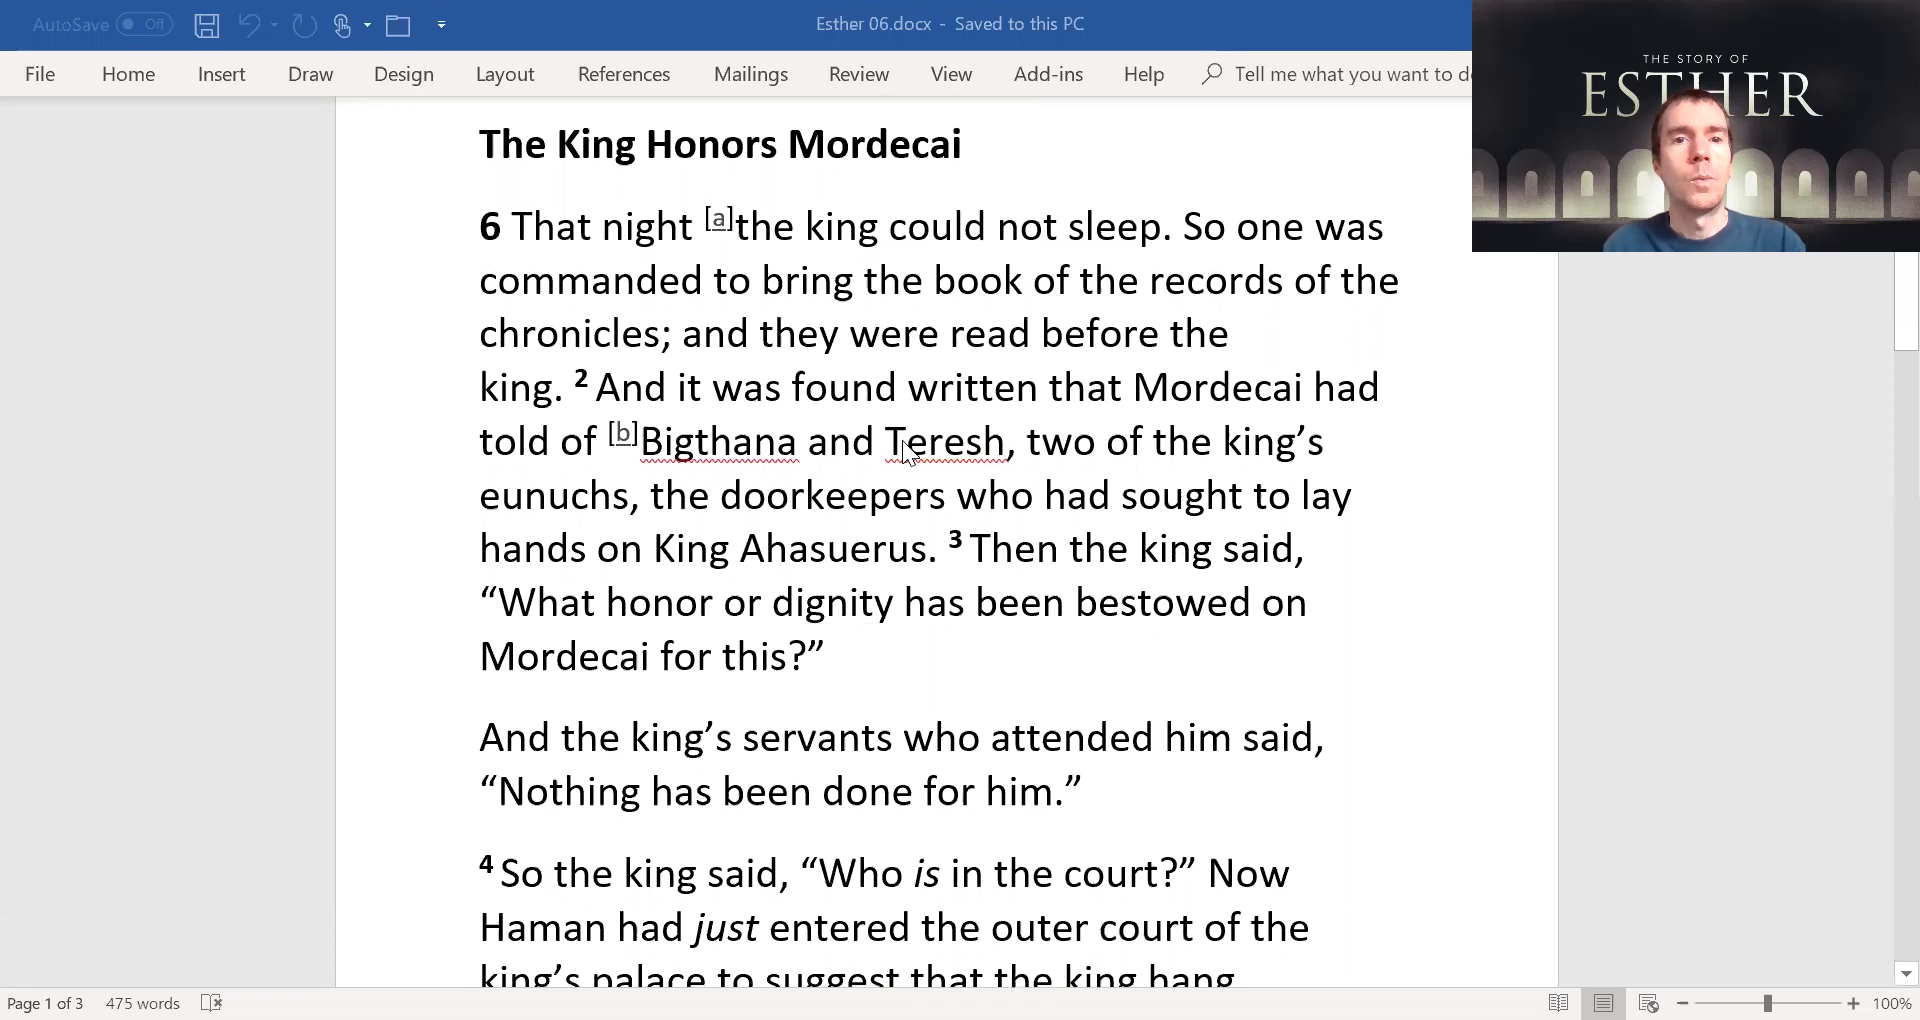 AutoSave Off
Esther 06.docx - Saved to this PC
File Home Insert Draw Design Layout References Mailings Review View Add-ins Help Tell me what you want to
THE STORY OF
ESTHER
The King Honors Mordecai
6 That night [a]the king could not sleep. So one was
commanded to bring the book of the records of the
chronicles; and they were read before the
king. 2 And it was found written that Mordecai had
told of [b]Bigthana and Teresh, two of the king’s
eunuchs, the doorkeepers who had sought to lay
hands on King Ahasuerus. 3 Then the king said,
“What honor or dignity has been bestowed on
Mordecai for this?”
And the king’s servants who attended him said,
“Nothing has been done for him.”
4 So the king said, “Who is in the court?” Now
Haman had just entered the outer court of the
king’s palace to suggest that the king hang
Page 1 of 3 475 words 100%